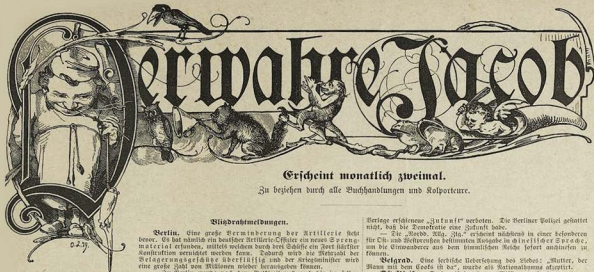 Der wahre Jacob
Erscheint monatlich zweimal.
Zu beziehen durch alle Buchhandlungen und Kolporteure.
Blitzdrahtmeldungen.
Berlin. Eine große Verminderung der Artillerie steht
bevor. Es hat nämlich ein deutscher Artillerie-Offizier ein neues Spreng-
material erfunden, mittels welchem durch drei Schüsse ein Fort stärkster
Konstruktion vernichtet werden kann. Dadurch wird die Mehrzahl der
Belagerungsgeschütze überflüssig und der Kriegsminister wird
eine große Zahl von Millionen wieder herausgeben können.
Verlage erschienene „Zukunft“ verboten. Die Berliner Polizei gestattet
nicht, daß die Demokratie eine Zukunft habe.
— Die „Nordd. Allg. Ztg.“ erscheint nächstens in einer besonderen
für Ost- und Westpreußen bestimmten Ausgabe in chinesischer Sprache,
um die Einwanderer aus dem himmlischen Reiche sanft anhauchen zu
können.
Belgrad. Eine serbische Uebersetzung des Liedes: „Mutter, der
Mann mit dem Cooks ist da“, wurde als Nationalhymne akzeptirt.